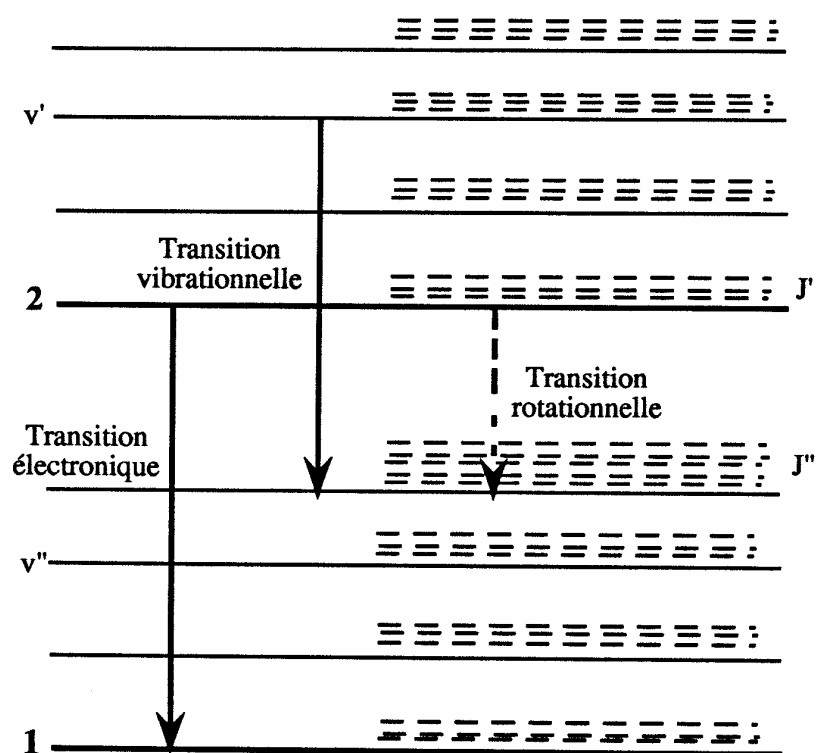 v'
Transition
vibrationnelle
2
J'
Transition
rotationnelle
Transition
électronique
J"
v"
1